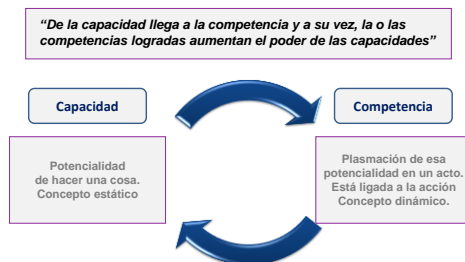 “De la capacidad llega a la competencia y a su vez, la o las
competencias logradas aumentan el poder de las capacidades”
Capacidad
Competencia
Potencialidad
de hacer una cosa.
Concepto estático
Plasmación de esa
potencialidad en un acto.
Está ligada a la acción
Concepto dinámico.